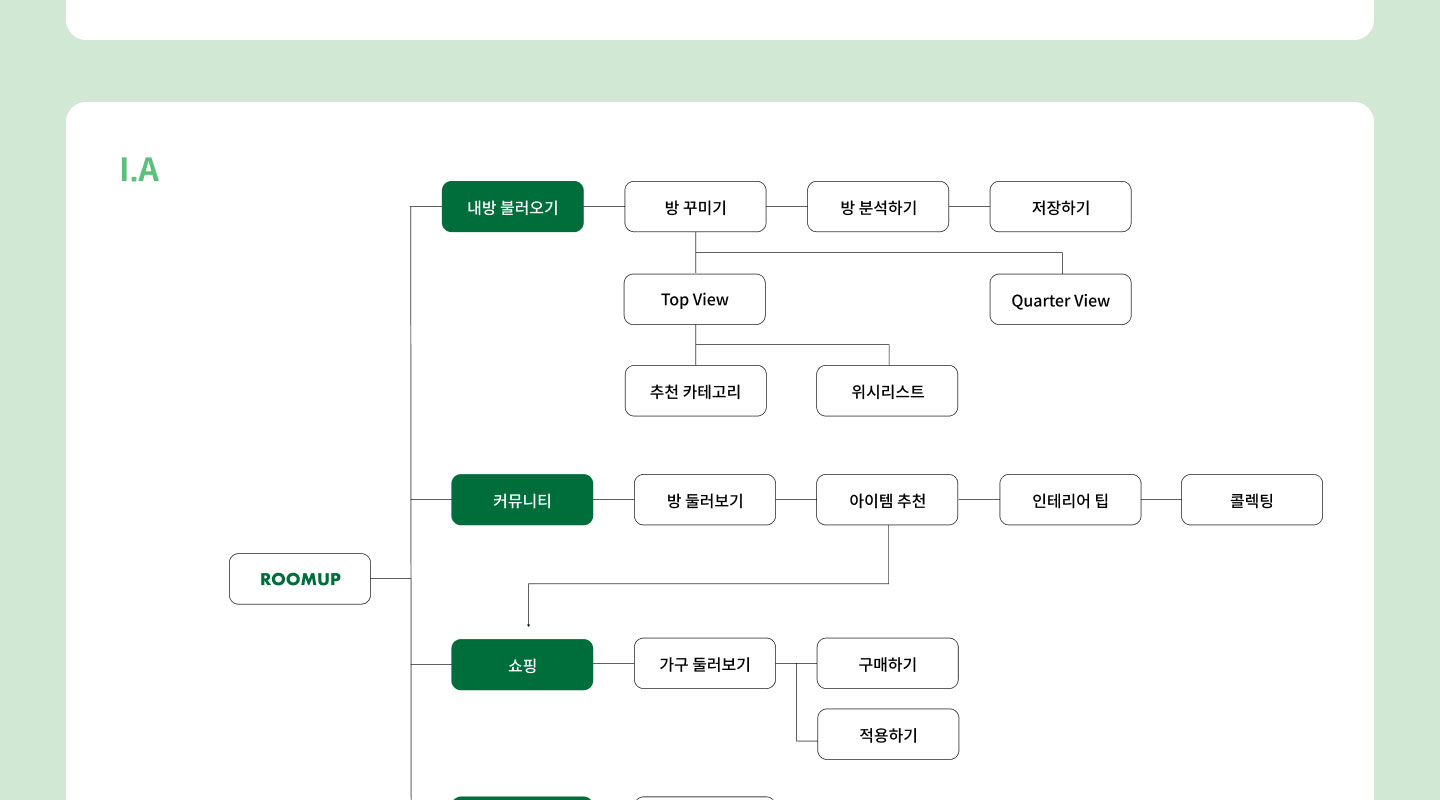 I.A
내방 불러오기
방 꾸미기
방 분석하기
저장하기
Top View
Quarter View
추천 카테고리
위시리스트
커뮤니티
방 둘러보기
아이템 추천
인테리어 팁
콜렉팅
ROOMUP
쇼핑
가구 둘러보기
구매하기
적용하기